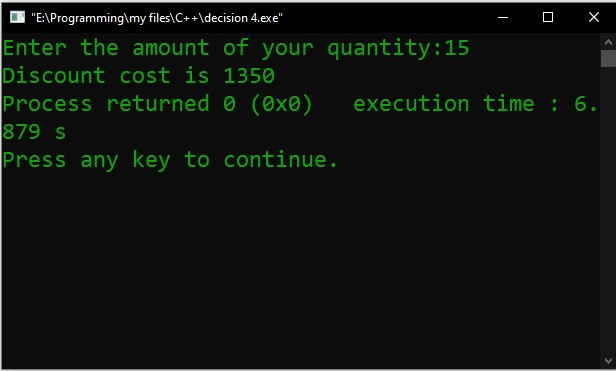 "E:\Programming\my files\C++\decision 4.exe"
Enter the amount of your quantity:15
Discount cost is 1350
Process returned 0 (0x0)   execution time : 6.
879 s
Press any key to continue.